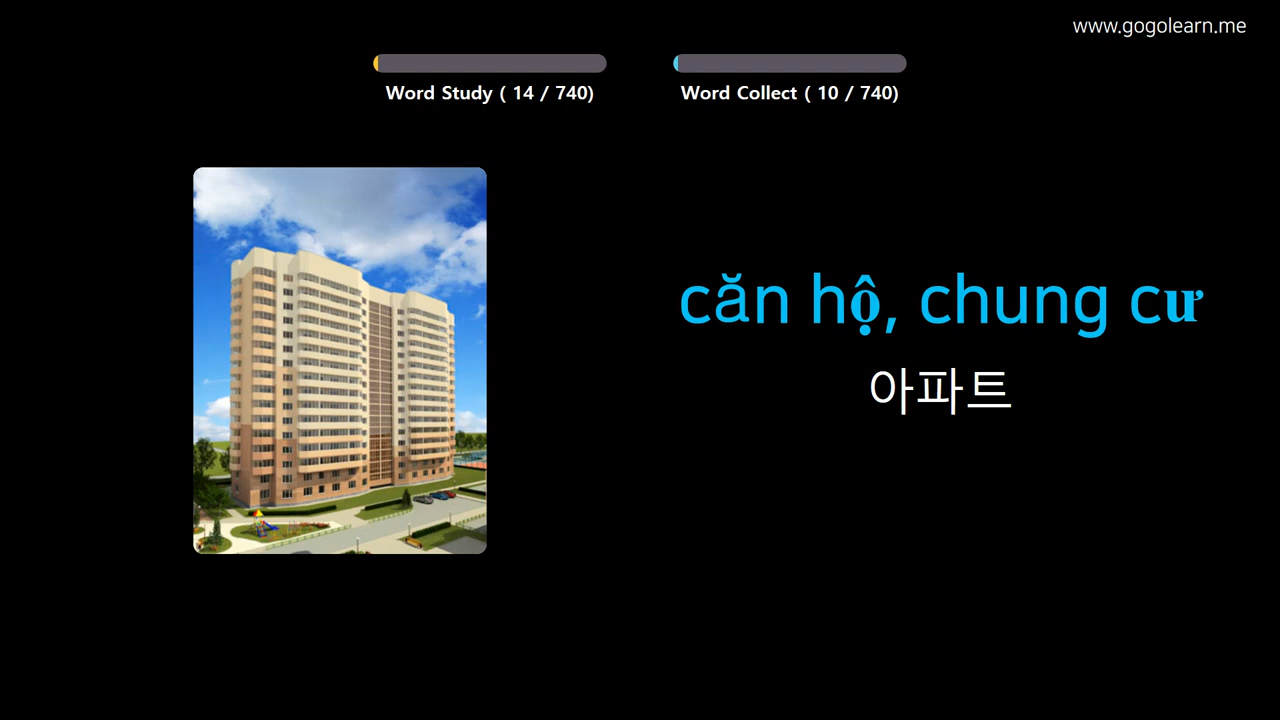 www.gogolearn.me
Word Study ( 14 / 740)
Word Collect ( 10 / 740)
căn hộ, chung cư
아파트